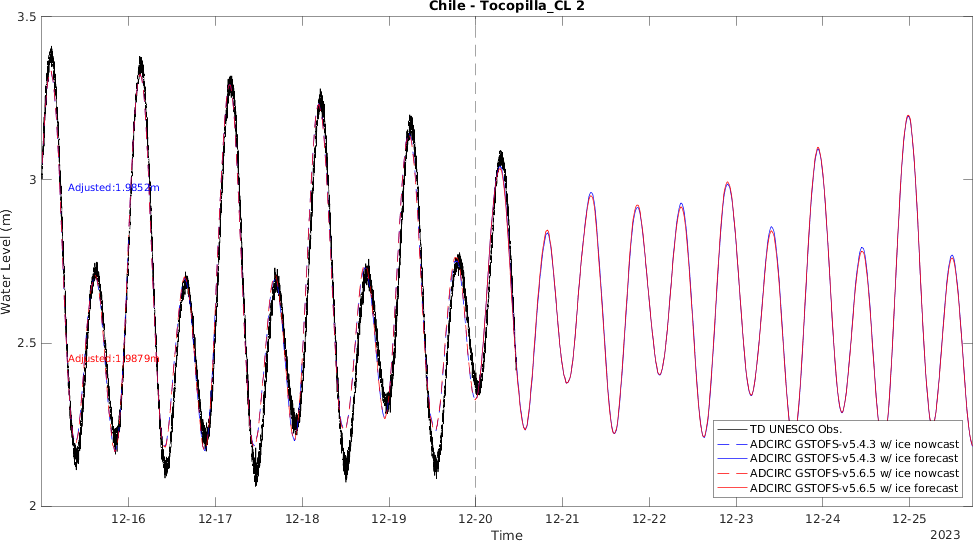 Chile - Tocopilla_CL 2
3.5
3
2.5
2
Water Level (m)
Adjusted:1.9852m
Adjusted:1.9879m
TD UNESCO Obs.
ADCIRC GSTOFS-v5.4.3 w/ ice nowcast
ADCIRC GSTOFS-v5.4.3 w/ ice forecast
ADCIRC GSTOFS-v5.6.5 w/ ice nowcast
ADCIRC GSTOFS-v5.6.5 w/ ice forecast
12-16 12-17 12-18 12-19 12-20 12-21 12-22 12-23 12-24 12-25
Time
2023